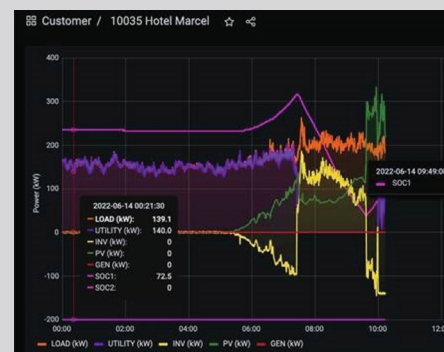 Customer / 10035 Hotel Marcel
400
300
200
100
0
-100
-200
Power (kW)
2022-06-14 09:49:0
SOC1
2022-06-14 00:21:30
LOAD (kW): 139.1
UTILITY (kW): 140.0
INV (kW): 0
PV (kW): 0
GEN (kW): 0
SOC1: 72.5
SOC2: 0
00:00 02:00 04:00 06:00 08:00 10:00 12:0
LOAD (kW) UTILITY (kW) INV (kW) PV (kW) GEN (kW)